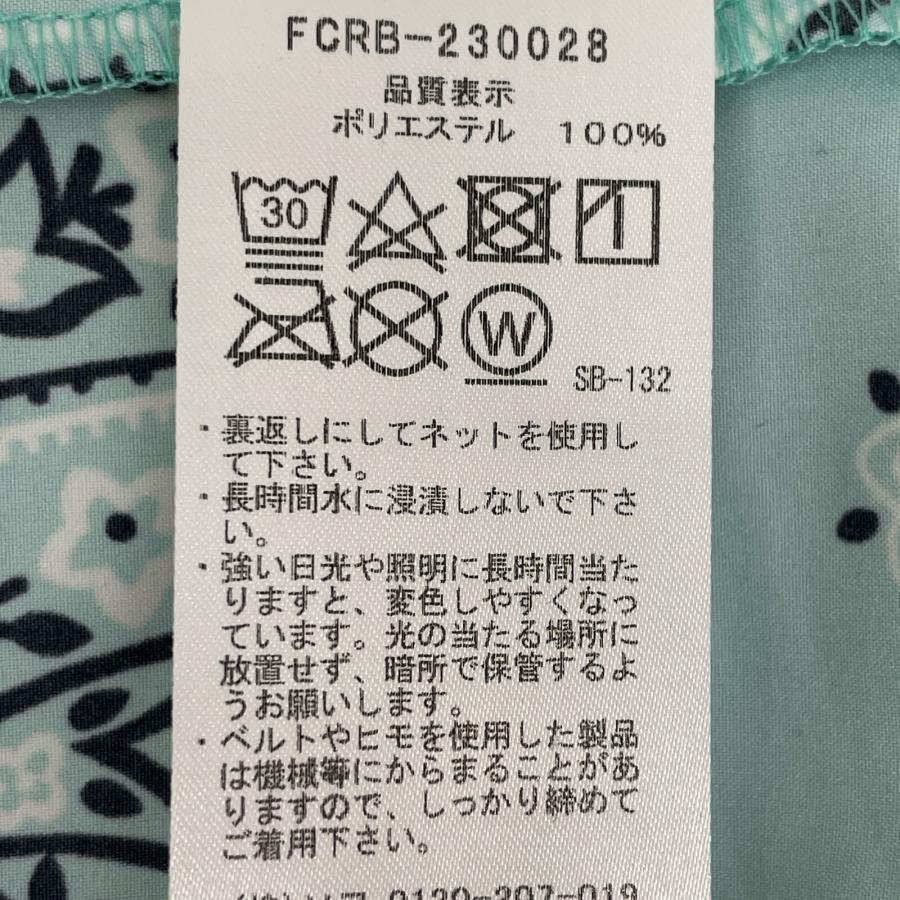 FCRB-230028
品質表示
ポリエステル 100%
30
W
SB-132
・裏返しにしてネットを使用し
て下さい。
・長時間水に浸漬しないで下さ
い。
・強い日光や照明に長時間当た
りますと、変色しやすくなっ
ています。光の当たる場所に
放置せず、暗所で保管するよ
うお願いします。
・ベルトやヒモを使用した製品
は機械等にからまることがあ
りますので、しっかり締めて
ご着用下さい。
0120-397-019